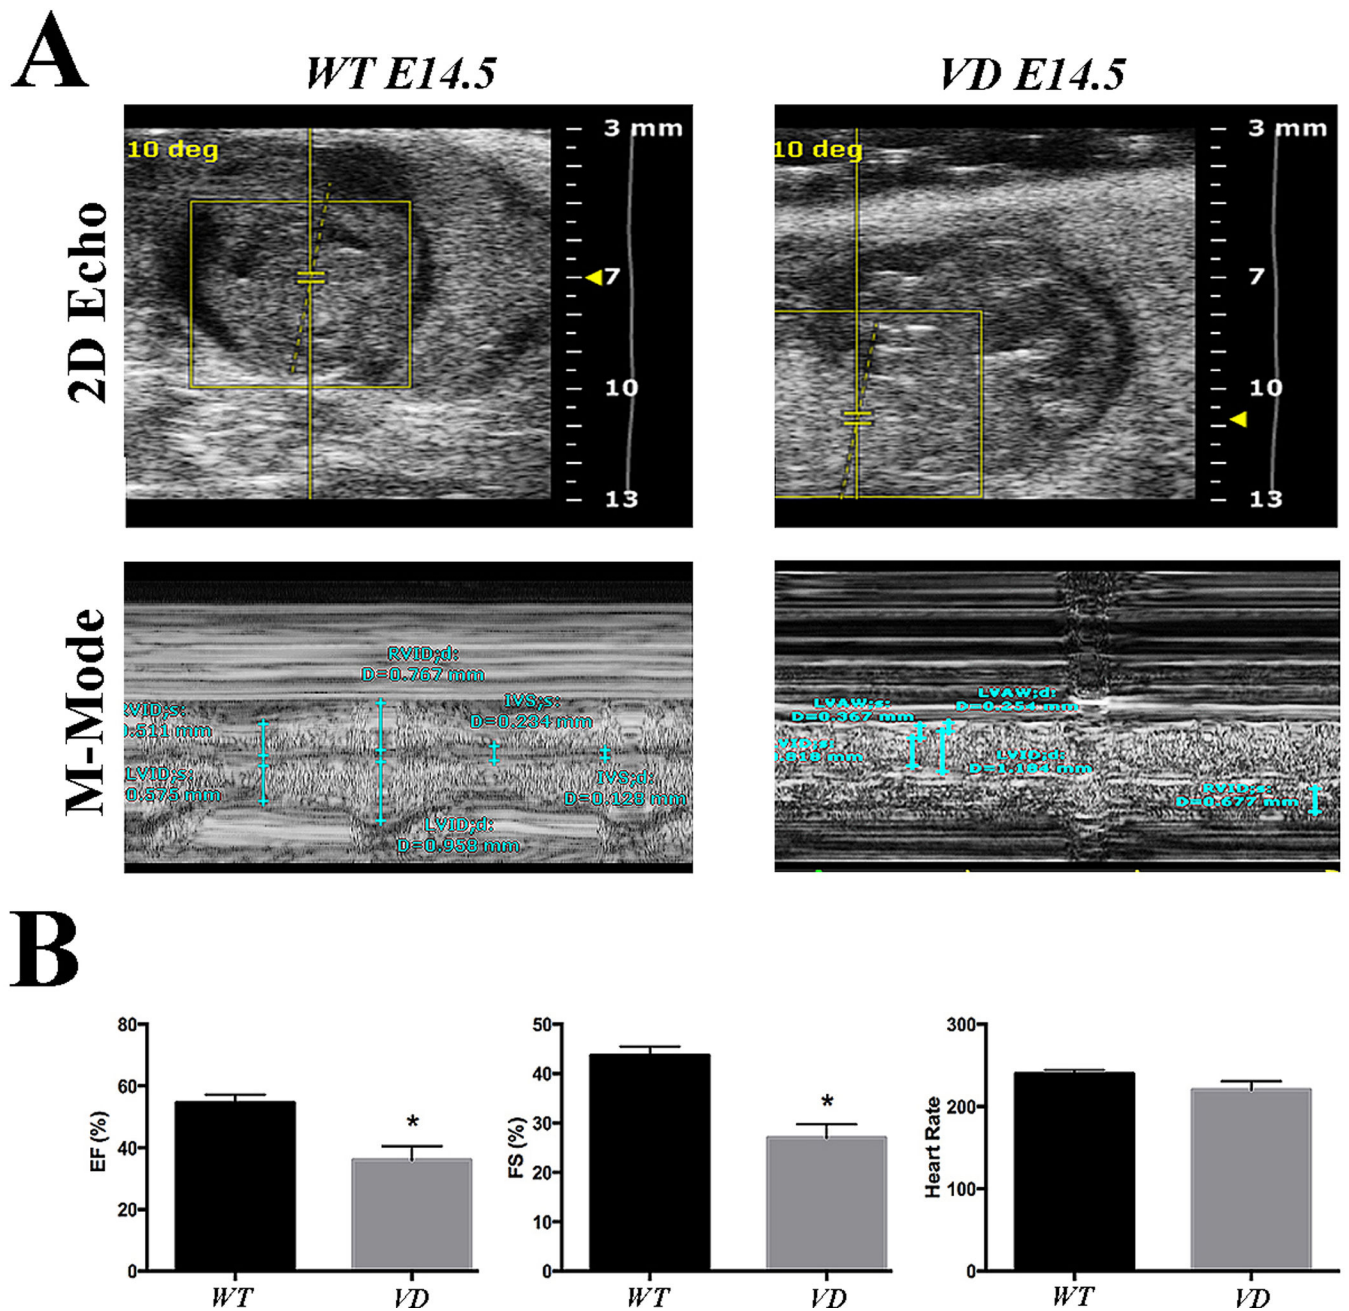 A
WT E14.5
VD E14.5
2D Echo
10 deg
3 mm
7
10
13
10 deg
3 mm
7
10
13
M-Mode
RVID;d:
D=0.767 mm
IVS;s:
D=0.234 mm
RVID;s:
0.511 mm
LVID;s:
0.575 mm
IVS;d:
D=0.128 mm
LVID;d:
D=0.958 mm
LVAW;d:
D=0.254 mm
LVAW;s:
D=0.367 mm
VID;s:
.818 mm
LVID;d:
D=1.184 mm
RVID;s:
D=0.677 mm
B
80
60
40
20
0
EF (%)
*
WT
VD
50
40
30
20
10
0
FS (%)
*
WT
VD
300
200
100
0
Heart Rate
WT
VD